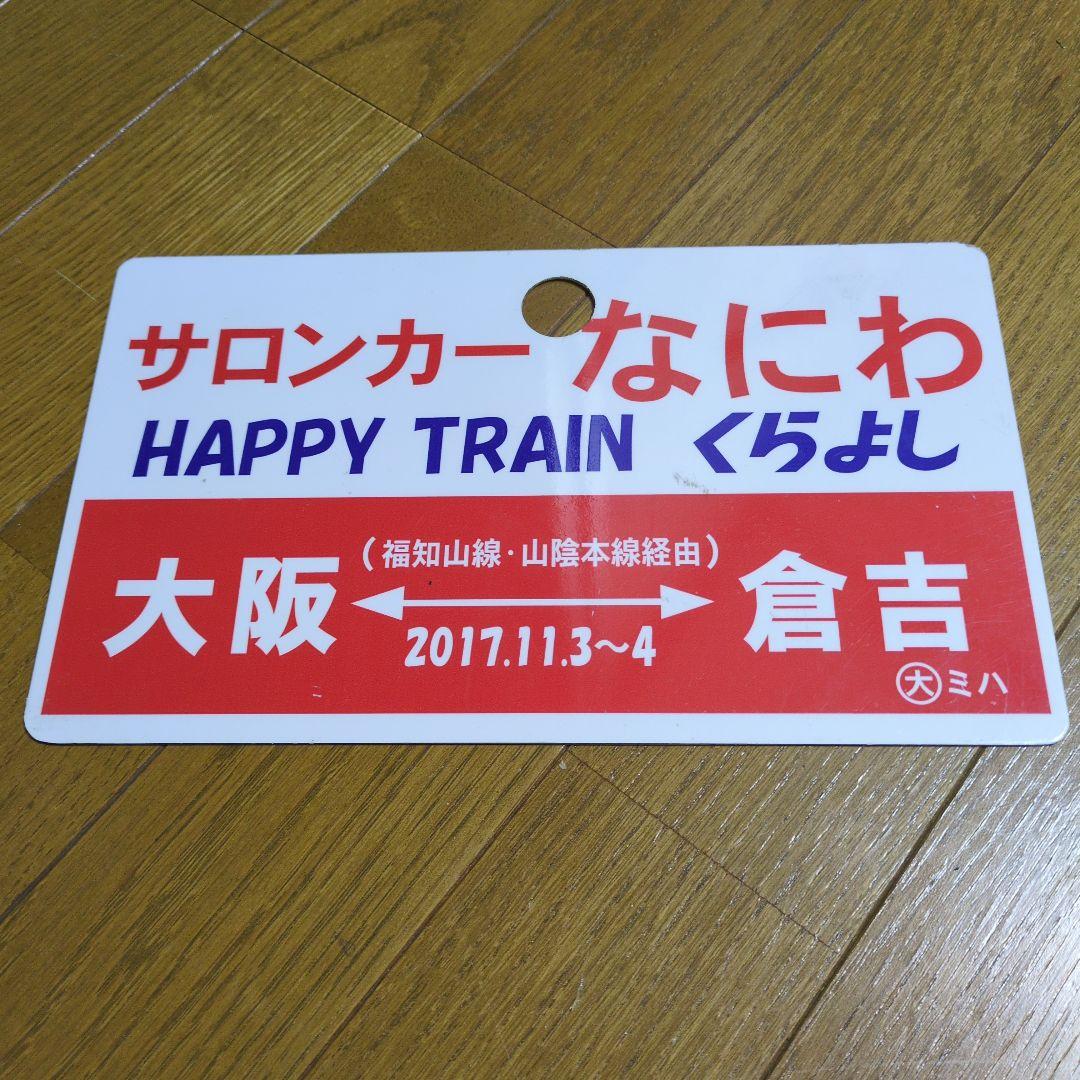 サロンカーなにわ
HAPPY TRAIN くらよし
(福知山線・山陰本線経由)
大阪 ⟷ 倉吉
2017.11.3〜4
㊅ミハ